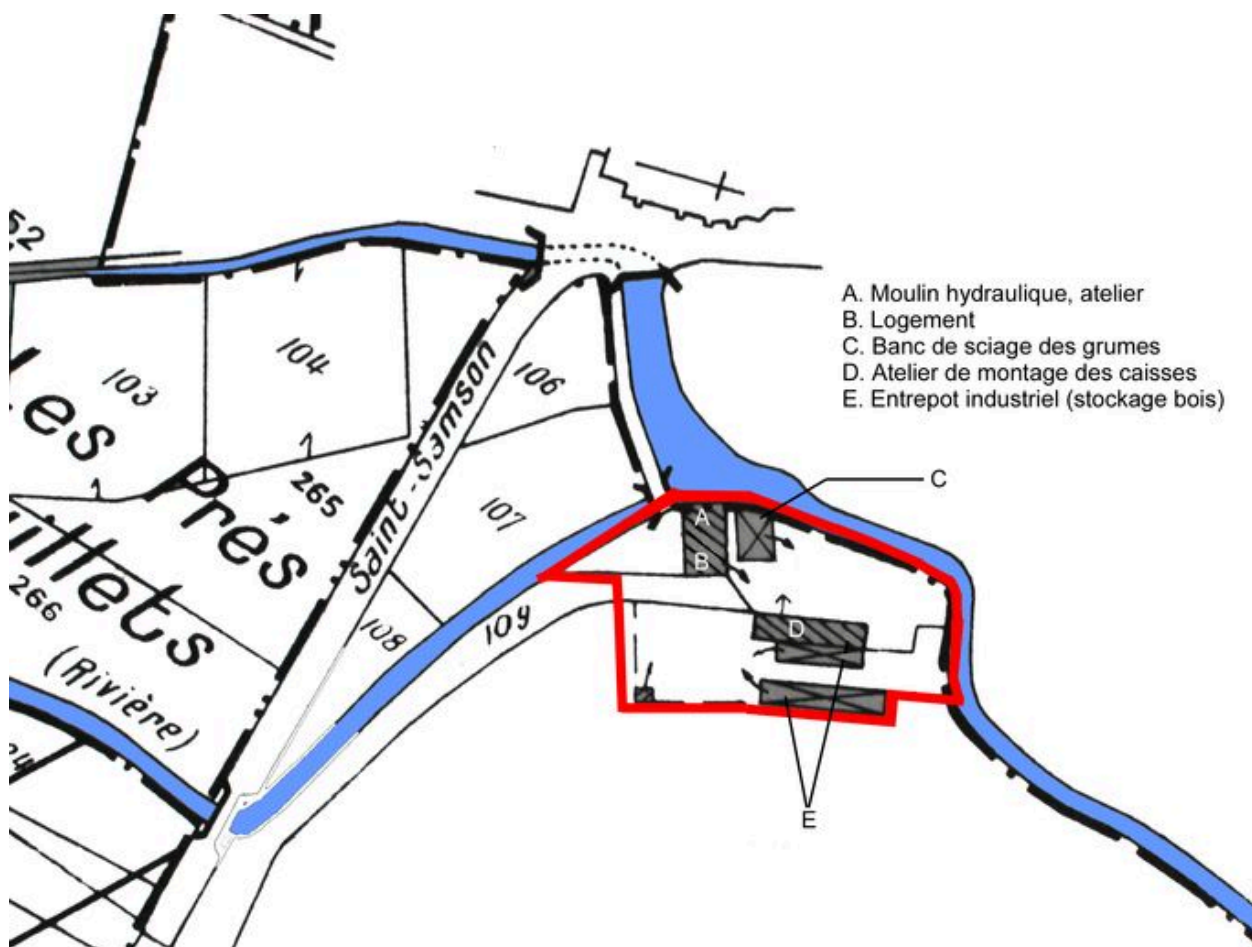 52
103
104
106
107
108
109
265
266
Les Prés
Saint-Samson
(Rivière)
A. Moulin hydraulique, atelier
B. Logement
C. Banc de sciage des grumes
D. Atelier de montage des caisses
E. Entrepot industriel (stockage bois)
C
A
B
D
E